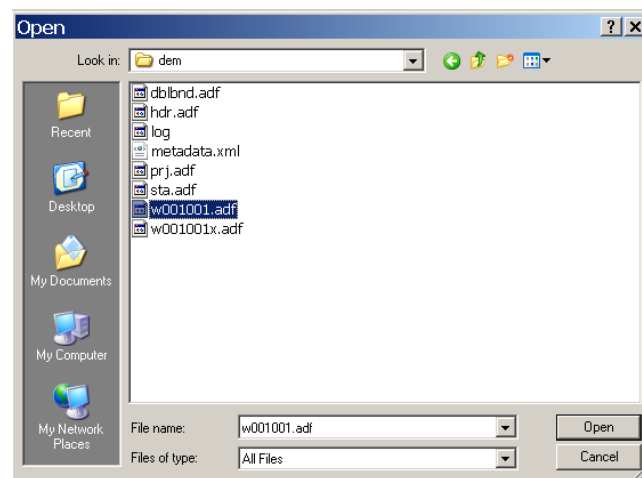 Open
Look in: dem
Recent
Desktop
My Documents
My Computer
My Network
Places
dblbnd.adf
hdr.adf
log
metadata.xml
prj.adf
sta.adf
w001001.adf
w001001x.adf
File name: w001001.adf Open
Files of type: All Files Cancel